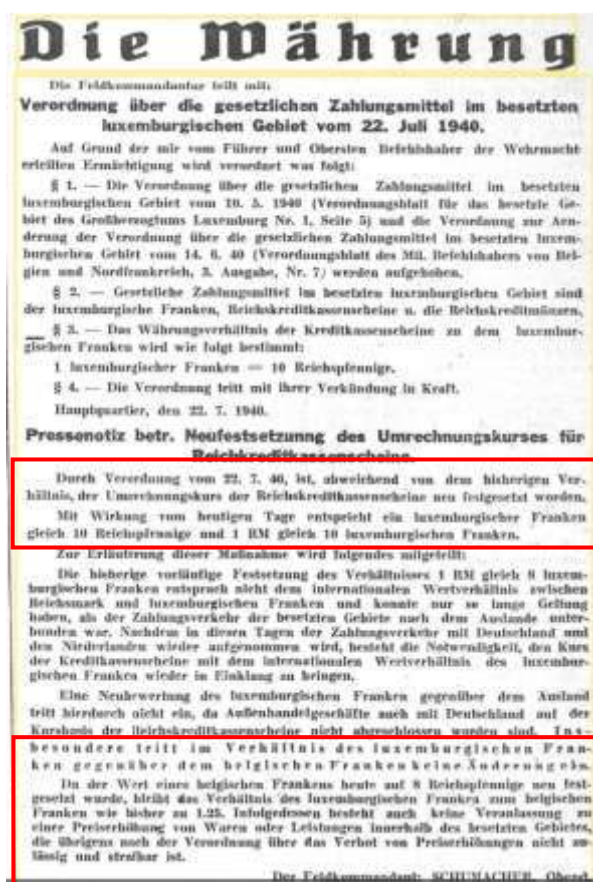 Die Währung
Die Feldkommandantur teilt mit:
Verordnung über die gesetzlichen Zahlungsmittel im besetzten
luxemburgischen Gebiet vom 22. Juli 1940.
Auf Grund der mir vom Führer und Obersten Befehlshaber der Wehrmacht
erteilten Ermächtigung wird verordnet was folgt:
§ 1. — Die Verordnung über die gesetzlichen Zahlungsmittel im besetzten
luxemburgischen Gebiet vom 10. 5. 1940 (Verordnungsblatt für das besetzte Ge-
biet des Großherzogtums Luxemburg Nr. 1, Seite 5) und die Verordnung zur Aen-
derung der Verordnung über die gesetzlichen Zahlungsmittel im besetzten luxem-
burgischen Gebiet vom 14. 6. 40 (Verordnungsblatt des Mil. Befehlshabers von Bel-
gien und Nordfrankreich, 3. Ausgabe, Nr. 7) werden aufgehoben.
§ 2. — Gesetzliche Zahlungsmittel im besetzten luxemburgischen Gebiet sind
der luxemburgische Franken, Reichskreditkassenscheine u. die Reichskreditmünzen.
§ 3. — Das Währungsverhältnis der Kreditkassenscheine zu dem luxembur-
gischen Franken wird wie folgt bestimmt:
1 luxemburgischer Franken = 10 Reichspfennige.
§ 4. — Die Verordnung tritt mit ihrer Verkündung in Kraft.
Hauptquartier, den 22. 7. 1940.
Pressenotiz betr. Neufestsetzunng des Umrechnungskurses für
Reichkreditkassenscheine.
Durch Verordnung vom 22. 7. 40, ist, abweichend von dem bisherigen Ver-
hältnis, der Umrechnungskurs der Reichskreditkassenscheine neu festgesetzt worden.
Mit Wirkung vom heutigen Tage entspricht ein luxemburgischer Franken
gleich 10 Reichspfennige und 1 RM gleich 10 luxemburgischen Franken.
Zur Erläuterung dieser Maßnahme wird folgendes mitgeteilt:
Die bisherige vorläufige Festsetzung des Verhältnisses 1 RM gleich 8 luxem-
burgischen Franken entsprach nicht dem internationalen Wertverhältnis zwischen
Reichsmark und luxemburgischen Franken und konnte nur so lange Geltung
haben, als der Zahlungsverkehr der besetzten Gebiete nach dem Auslande unter-
bunden war. Nachdem in diesen Tagen der Zahlungsverkehr mit Deutschland und
den Niederlanden wieder aufgenommen wird, besteht die Notwendigkeit, den Kurs
der Kreditkassenscheine mit dem internationalen Wertverhältnis des luxembur-
gischen Franken wieder in Einklang zu bringen.
Eine Neubewertung des luxemburgischen Franken gegenüber dem Ausland
tritt hierdurch nicht ein, da Außenhandelgeschäfte auch mit Deutschland auf der
Kursbasis der Reichskreditkassenscheine nicht abgeschlossen worden sind. Ins-
besondere tritt im Verhältnis des luxemburgischen Fran-
ken gegenüber dem belgischen Franken keine Änderung ein.
Da der Wert eines belgischen Frankens heute auf 8 Reichspfennige neu fest-
gesetzt wurde, bleibt das Verhältnis des luxemburgischen Franken zum belgischen
Franken wie bisher zu 1.25. Infolgedessen besteht auch keine Veranlassung zu
einer Preiserhöhung von Waren oder Leistungen innerhalb des besetzten Gebietes,
die übrigens nach der Verordnung über das Verbot von Preiserhöhungen nicht zu-
lässig und strafbar ist.
Der Feldkommandant: SCHUMACHER, Oberst.